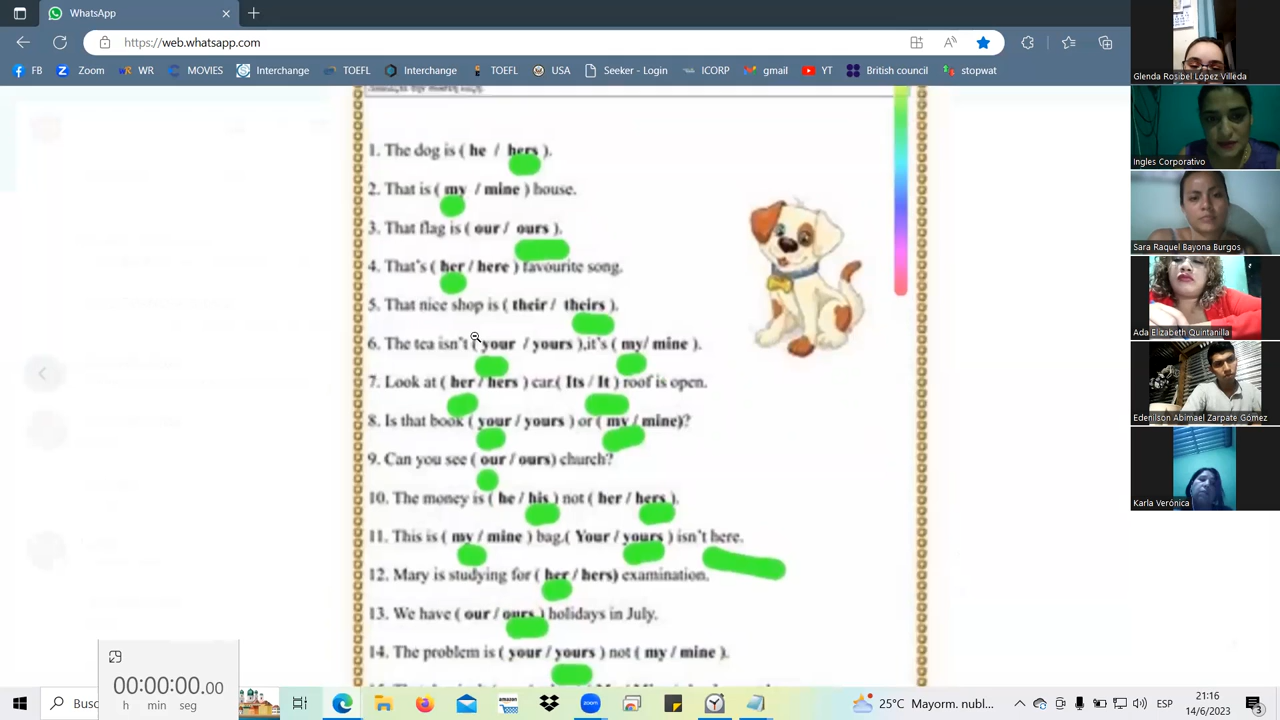 WhatsApp
https://web.whatsapp.com
FB Zoom WR WR MOVIES Interchange TOEFL Interchange TOEFL USA Seeker - Login ICORP gmail YT British council stopwat
1. The dog is ( he / hers ).
2. That is ( my / mine ) house.
3. That flag is ( our / ours ).
4. That's ( her / here ) favourite song.
5. That nice shop is ( their / theirs ).
6. The tea isn't ( your / yours ),it's ( my/ mine ).
7. Look at ( her / hers ) car.( Its / It ) roof is open.
8. Is that book ( your / yours ) or ( my / mine)?
9. Can you see ( our / ours) church?
10. The money is ( he / his ) not ( her / hers ).
11. This is ( my / mine ) bag.( Your / yours ) isn't here.
12. Mary is studying for ( her / hers) examination.
13. We have ( our / ours ) holidays in July.
14. The problem is ( your / yours ) not ( my / mine ).
Glenda Rosibel López Villeda
Ingles Corporativo
Sara Raquel Bayona Burgos
Ada Elizabeth Quintanilla
Edenilson Abimael Zarpate Gómez
Karla Verónica
00:00:00.00
h min seg
Busc
amazon
zoom
25°C Mayorm. nubl...
ESP
21:16
14/6/2023
3